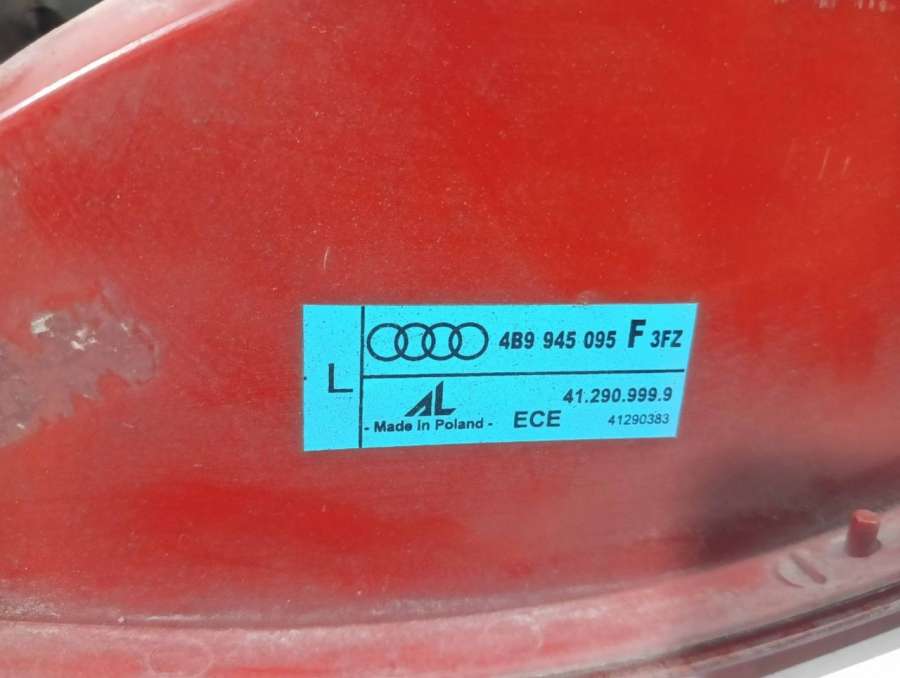 L
4B9 945 095 F 3FZ
AL
- Made In Poland -
ECE
41.290.999.9
41290383